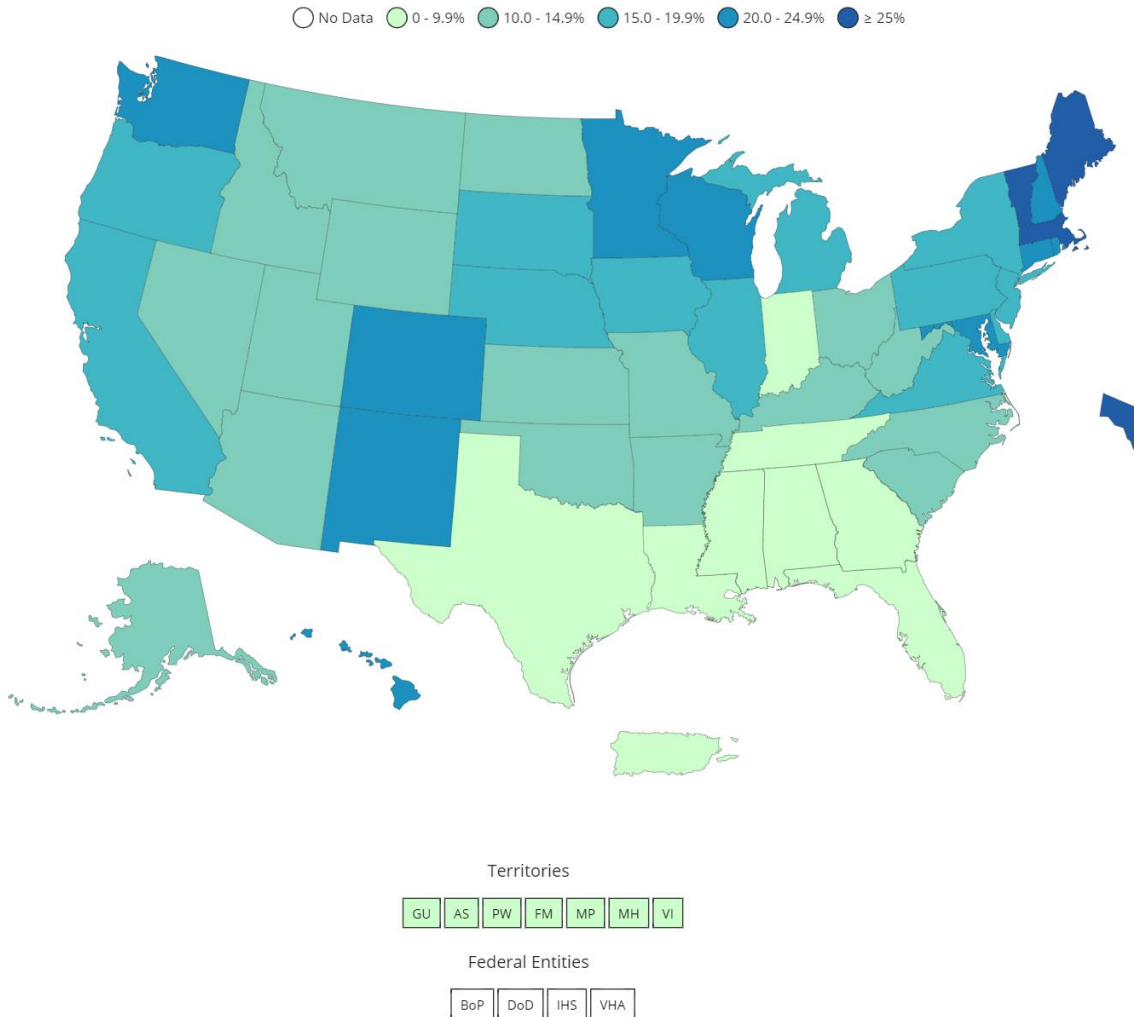 No Data 0 - 9.9% 10.0 - 14.9% 15.0 - 19.9% 20.0 - 24.9% ≥ 25%
Territories
GU AS PW FM MP MH VI
Federal Entities
BoP DoD IHS VHA